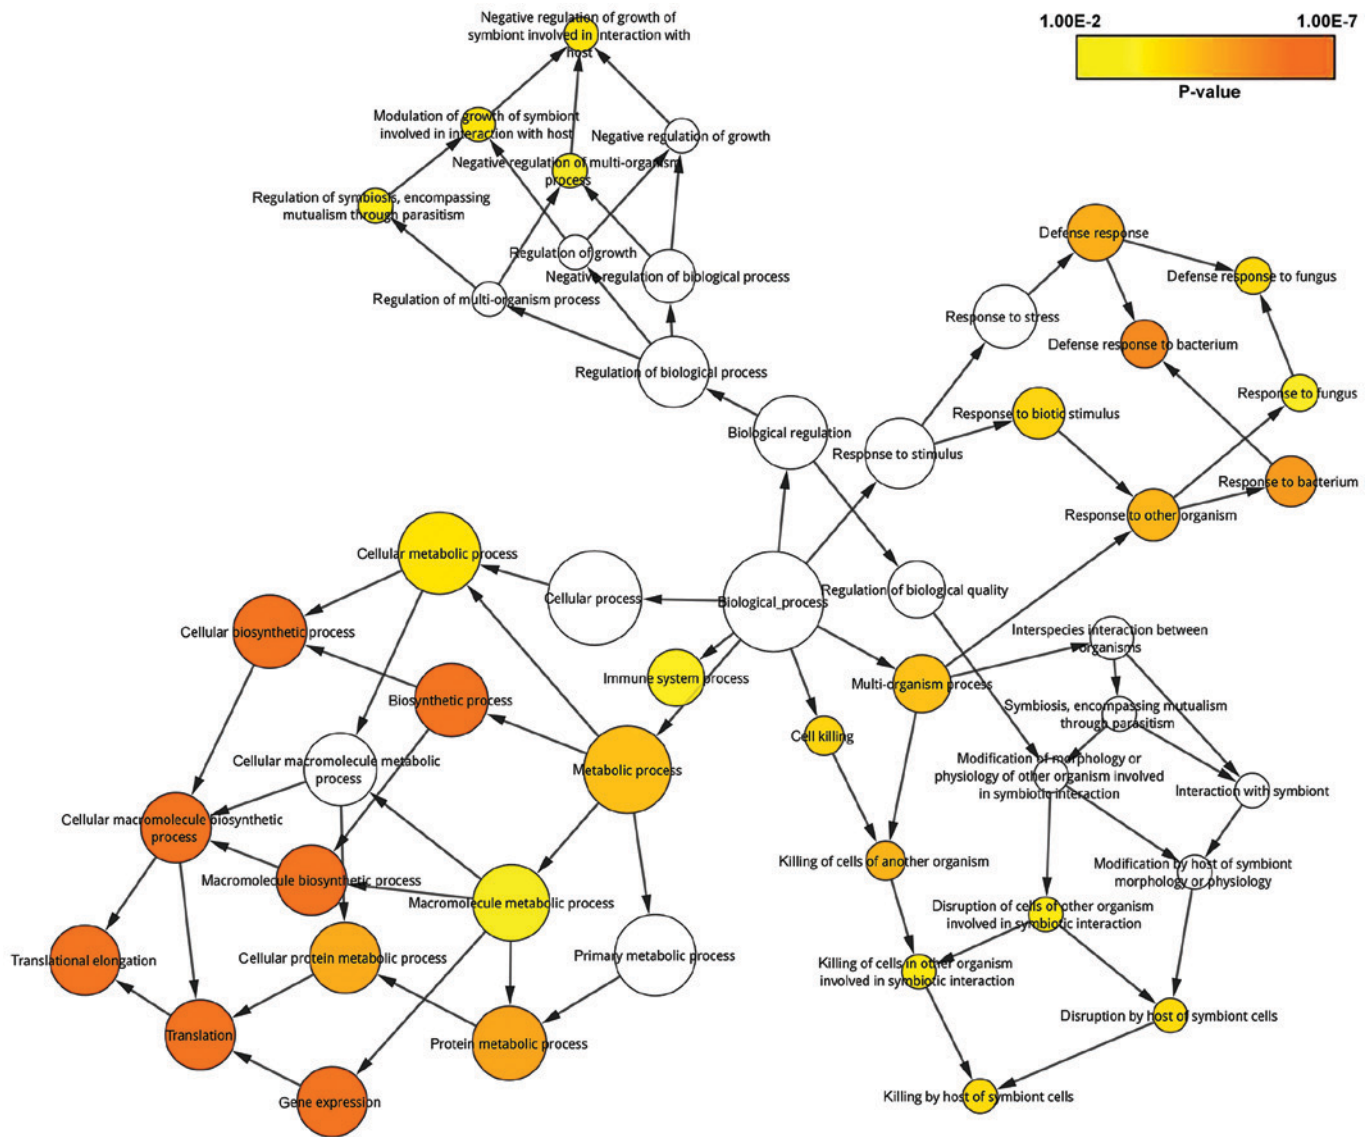 1.00E-2
1.00E-7
P-value
Negative regulation of growth of
symbiont involved in interaction with
host
Modulation of growth of symbiont
involved in interaction with host
Negative regulation of growth
Negative regulation of multi-organism
process
Regulation of symbiosis, encompassing
mutualism through parasitism
Regulation of growth
Negative regulation of biological process
Regulation of multi-organism process
Regulation of biological process
Biological regulation
Defense response
Defense response to fungus
Response to stress
Defense response to bacterium
Response to fungus
Response to biotic stimulus
Response to stimulus
Response to bacterium
Response to other organism
Cellular metabolic process
Cellular process
Biological_process
Regulation of biological quality
Cellular biosynthetic process
Interspecies interaction between
organisms
Immune system process
Multi-organism process
Biosynthetic process
Symbiosis, encompassing mutualism
through parasitism
Cell killing
Cellular macromolecule metabolic
process
Metabolic process
Modification of morphology or
physiology of other organism involved
in symbiotic interaction
Interaction with symbiont
Cellular macromolecule biosynthetic
process
Killing of cells of another organism
Modification by host of symbiont
morphology or physiology
Macromolecule biosynthetic process
Macromolecule metabolic process
Disruption of cells of other organism
involved in symbiotic interaction
Translational elongation
Cellular protein metabolic process
Primary metabolic process
Killing of cells in other organism
involved in symbiotic interaction
Disruption by host of symbiont cells
Translation
Protein metabolic process
Gene expression
Killing by host of symbiont cells